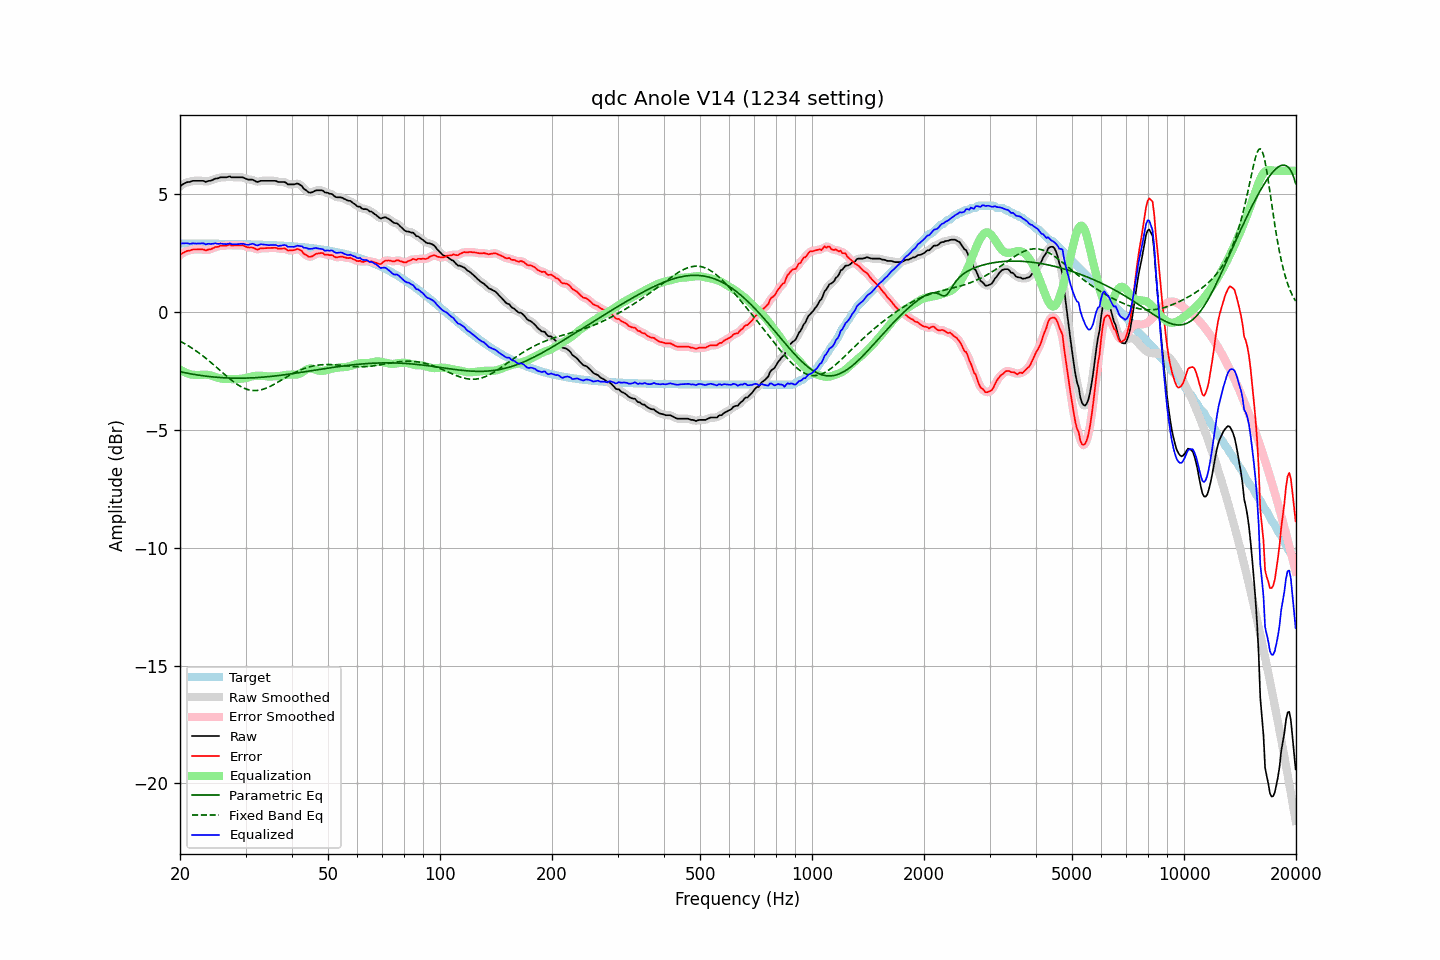 qdc Anole V14 (1234 setting)
5
0
−5
−10
−15
−20
Amplitude (dBr)
Target
Raw Smoothed
Error Smoothed
Raw
Error
Equalization
Parametric Eq
Fixed Band Eq
Equalized
20 50 100 200 500 1000 2000 5000 10000 20000
Frequency (Hz)